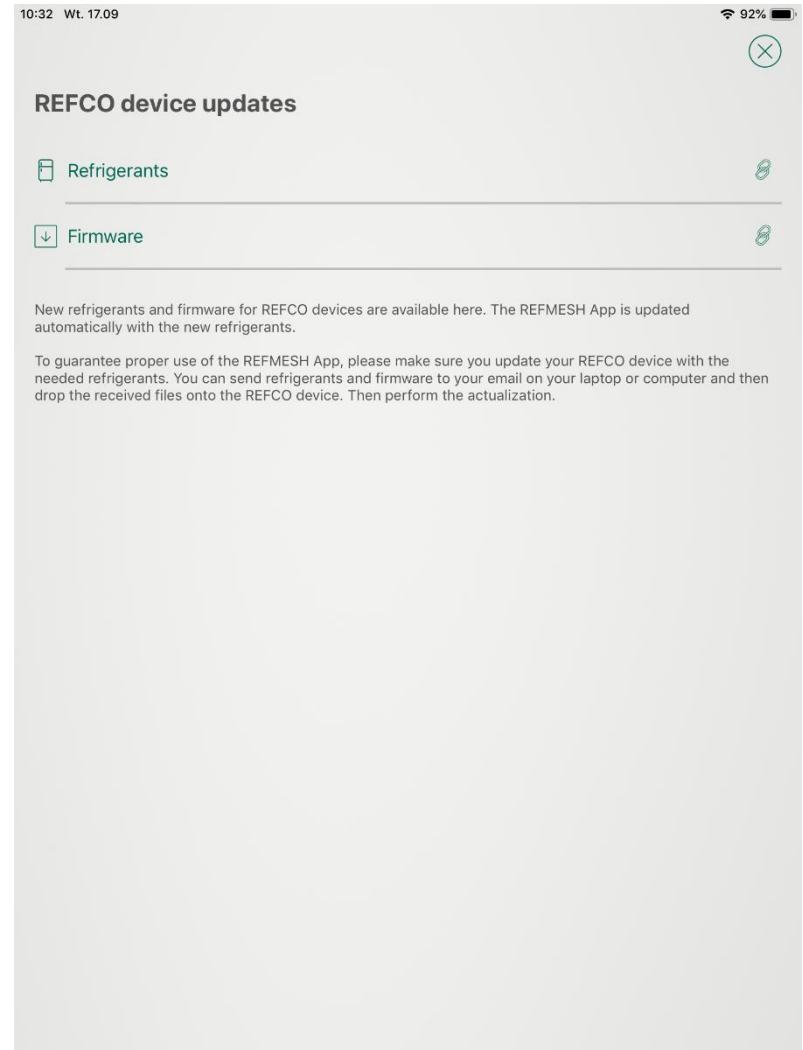 10:32 Wt. 17.09 92%
REFCO device updates
Refrigerants
Firmware
New refrigerants and firmware for REFCO devices are available here. The REFMESH App is updated
automatically with the new refrigerants.
To guarantee proper use of the REFMESH App, please make sure you update your REFCO device with the
needed refrigerants. You can send refrigerants and firmware to your email on your laptop or computer and then
drop the received files onto the REFCO device. Then perform the actualization.